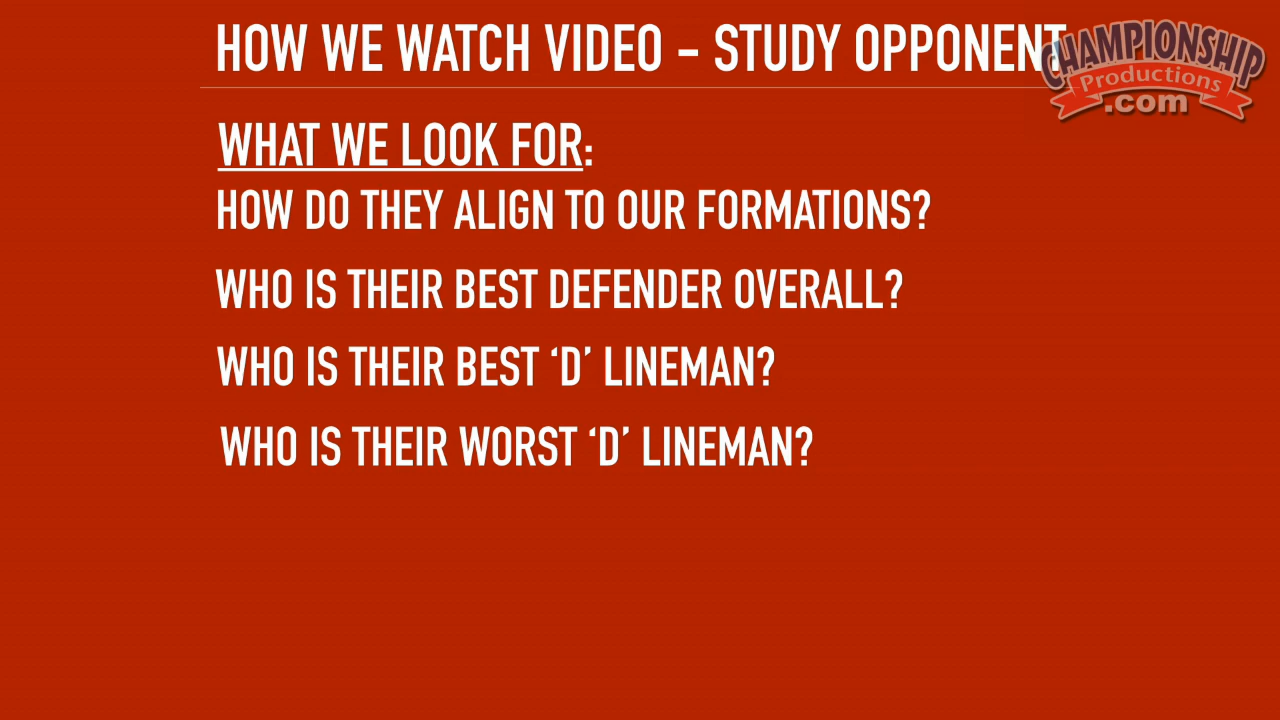 HOW WE WATCH VIDEO – STUDY OPPONENT
CHAMPIONSHIP
Productions
.com
WHAT WE LOOK FOR:
HOW DO THEY ALIGN TO OUR FORMATIONS?
WHO IS THEIR BEST DEFENDER OVERALL?
WHO IS THEIR BEST ‘D’ LINEMAN?
WHO IS THEIR WORST ‘D’ LINEMAN?